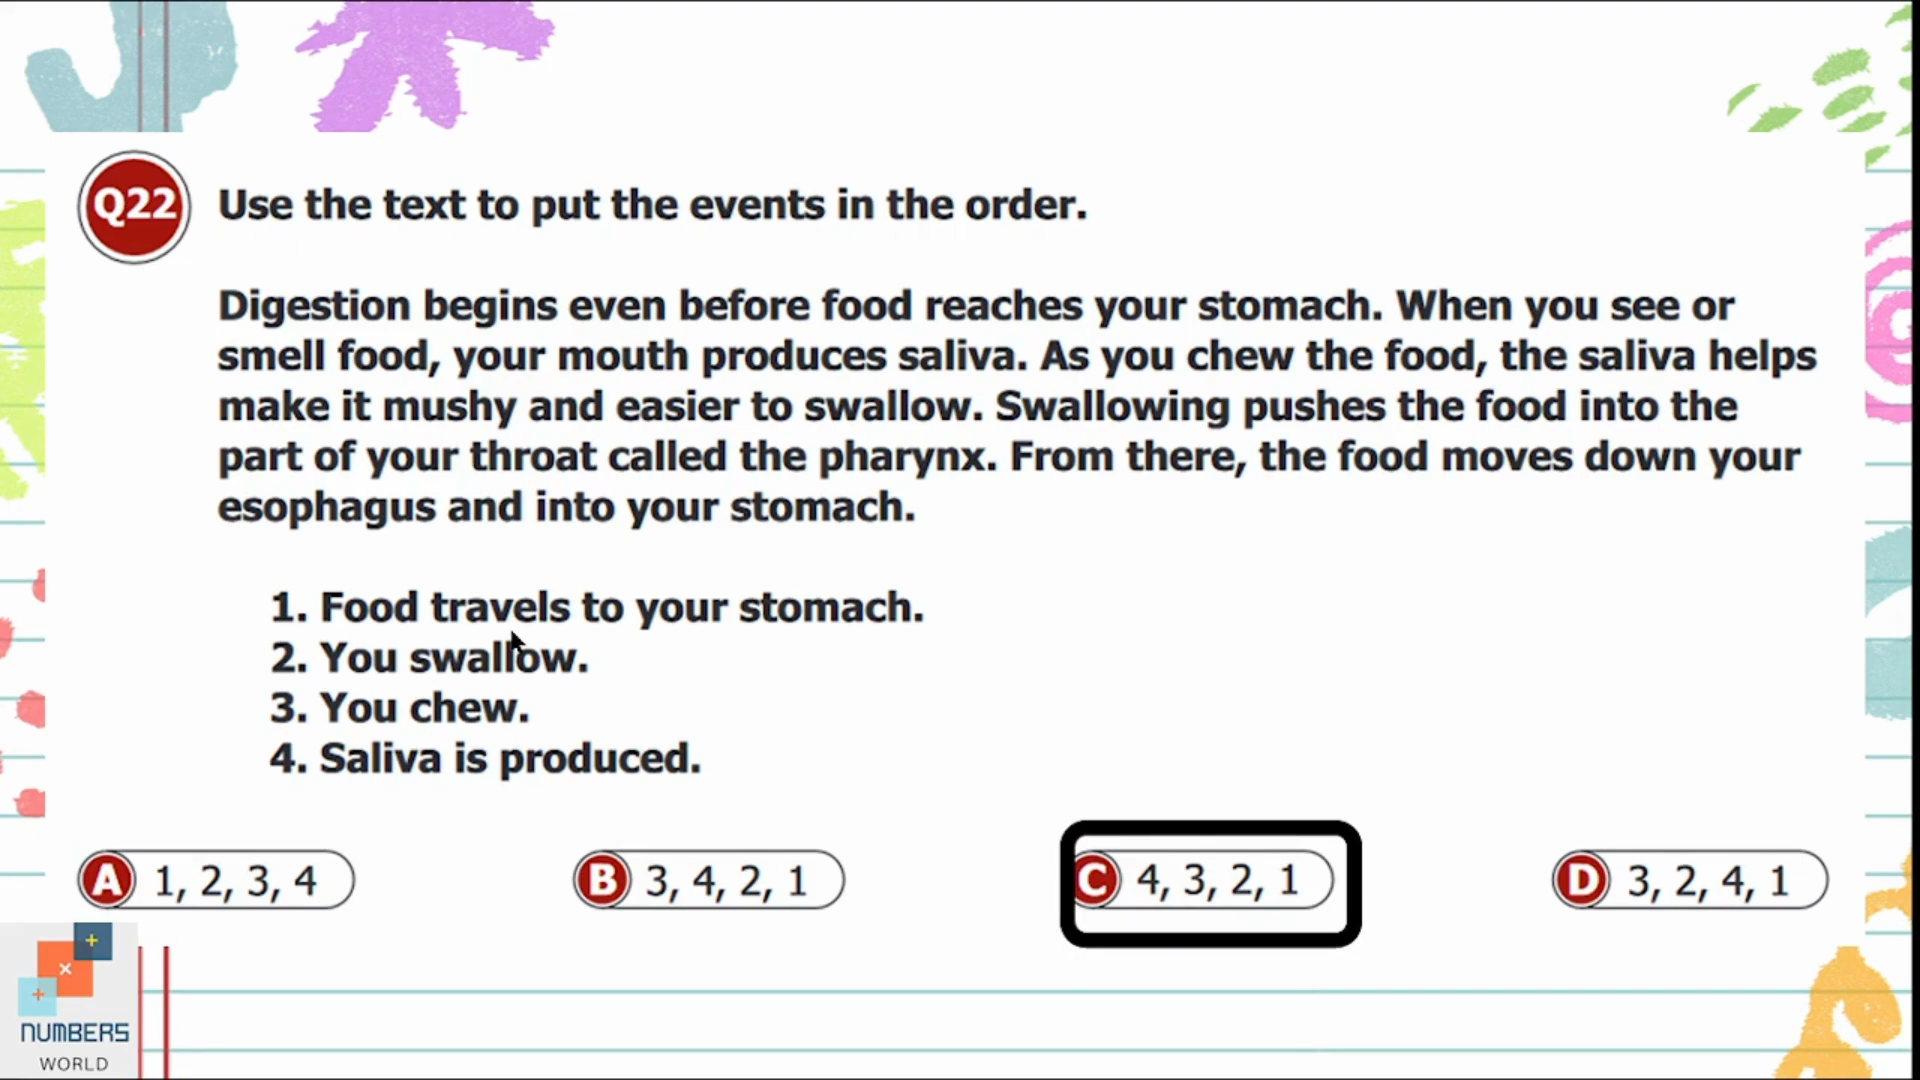 Q22
Use the text to put the events in the order.
Digestion begins even before food reaches your stomach. When you see or
smell food, your mouth produces saliva. As you chew the food, the saliva helps
make it mushy and easier to swallow. Swallowing pushes the food into the
part of your throat called the pharynx. From there, the food moves down your
esophagus and into your stomach.
1. Food travels to your stomach.
2. You swallow.
3. You chew.
4. Saliva is produced.
A 1, 2, 3, 4
B 3, 4, 2, 1
C 4, 3, 2, 1
D 3, 2, 4, 1
+
×
+
NUMBERS
WORLD